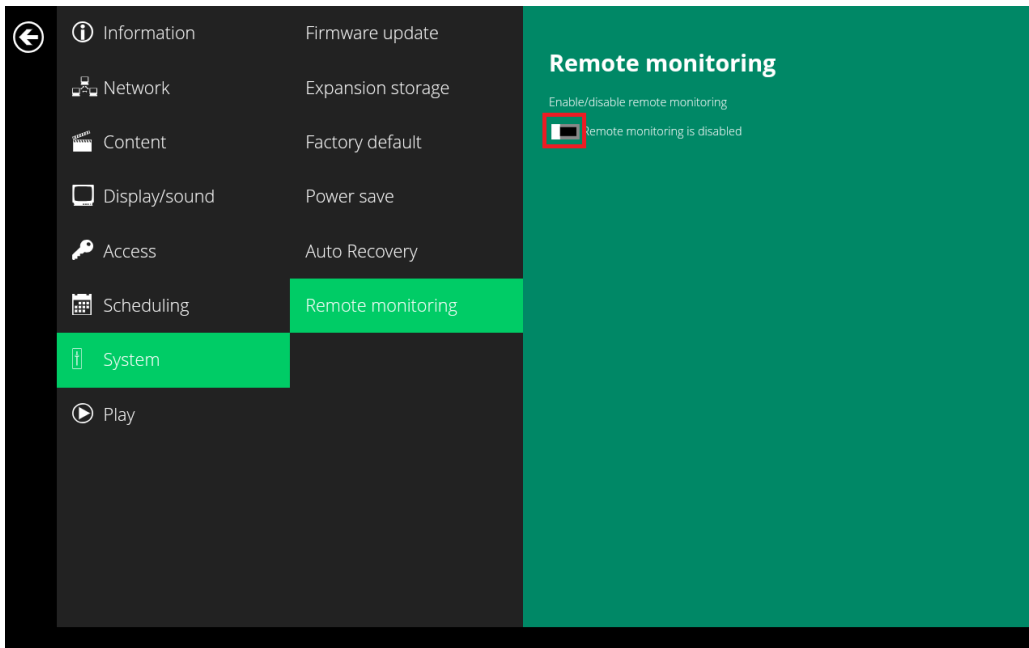 Information
Network
Content
Display/sound
Access
Scheduling
System
Play
Firmware update
Expansion storage
Factory default
Power save
Auto Recovery
Remote monitoring
Remote monitoring
Enable/disable remote monitoring
Remote monitoring is disabled